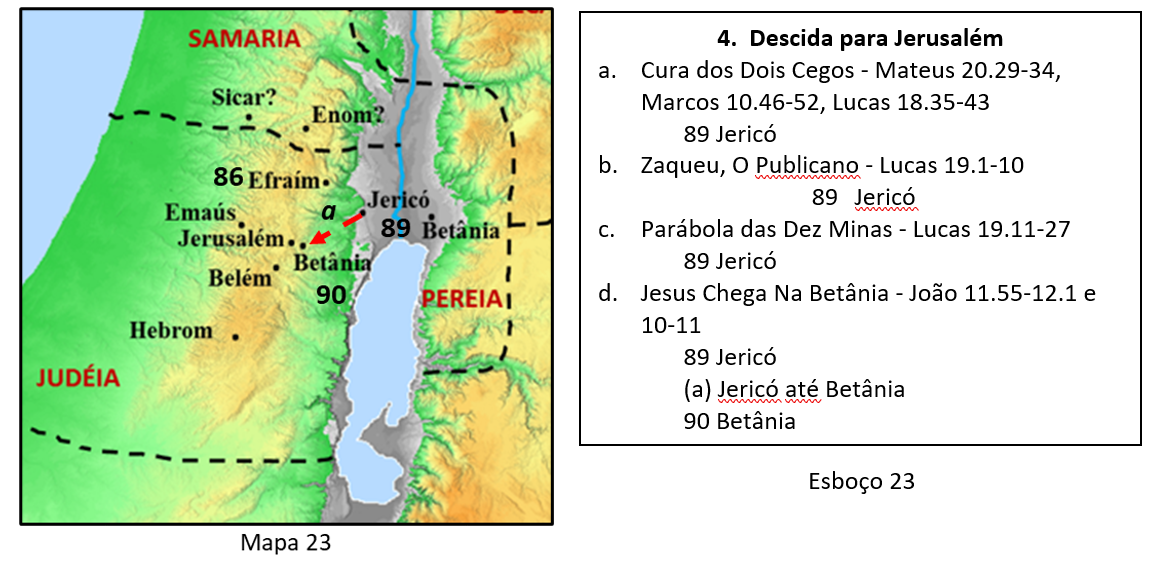 SAMARIA
Sicar?
Enom?
86 Efraím
Jericó
a
89
Emaús
Betânia
Jerusalém
Betânia
Belém
90
PEREIA
Hebrom
JUDÉIA
Mapa 23
4. Descida para Jerusalém
a. Cura dos Dois Cegos - Mateus 20.29-34,
Marcos 10.46-52, Lucas 18.35-43
89 Jericó
b. Zaqueu, O Publicano - Lucas 19.1-10
89 Jericó
c. Parábola das Dez Minas - Lucas 19.11-27
89 Jericó
d. Jesus Chega Na Betânia - João 11.55-12.1 e
10-11
89 Jericó
(a) Jericó até Betânia
90 Betânia
Esboço 23